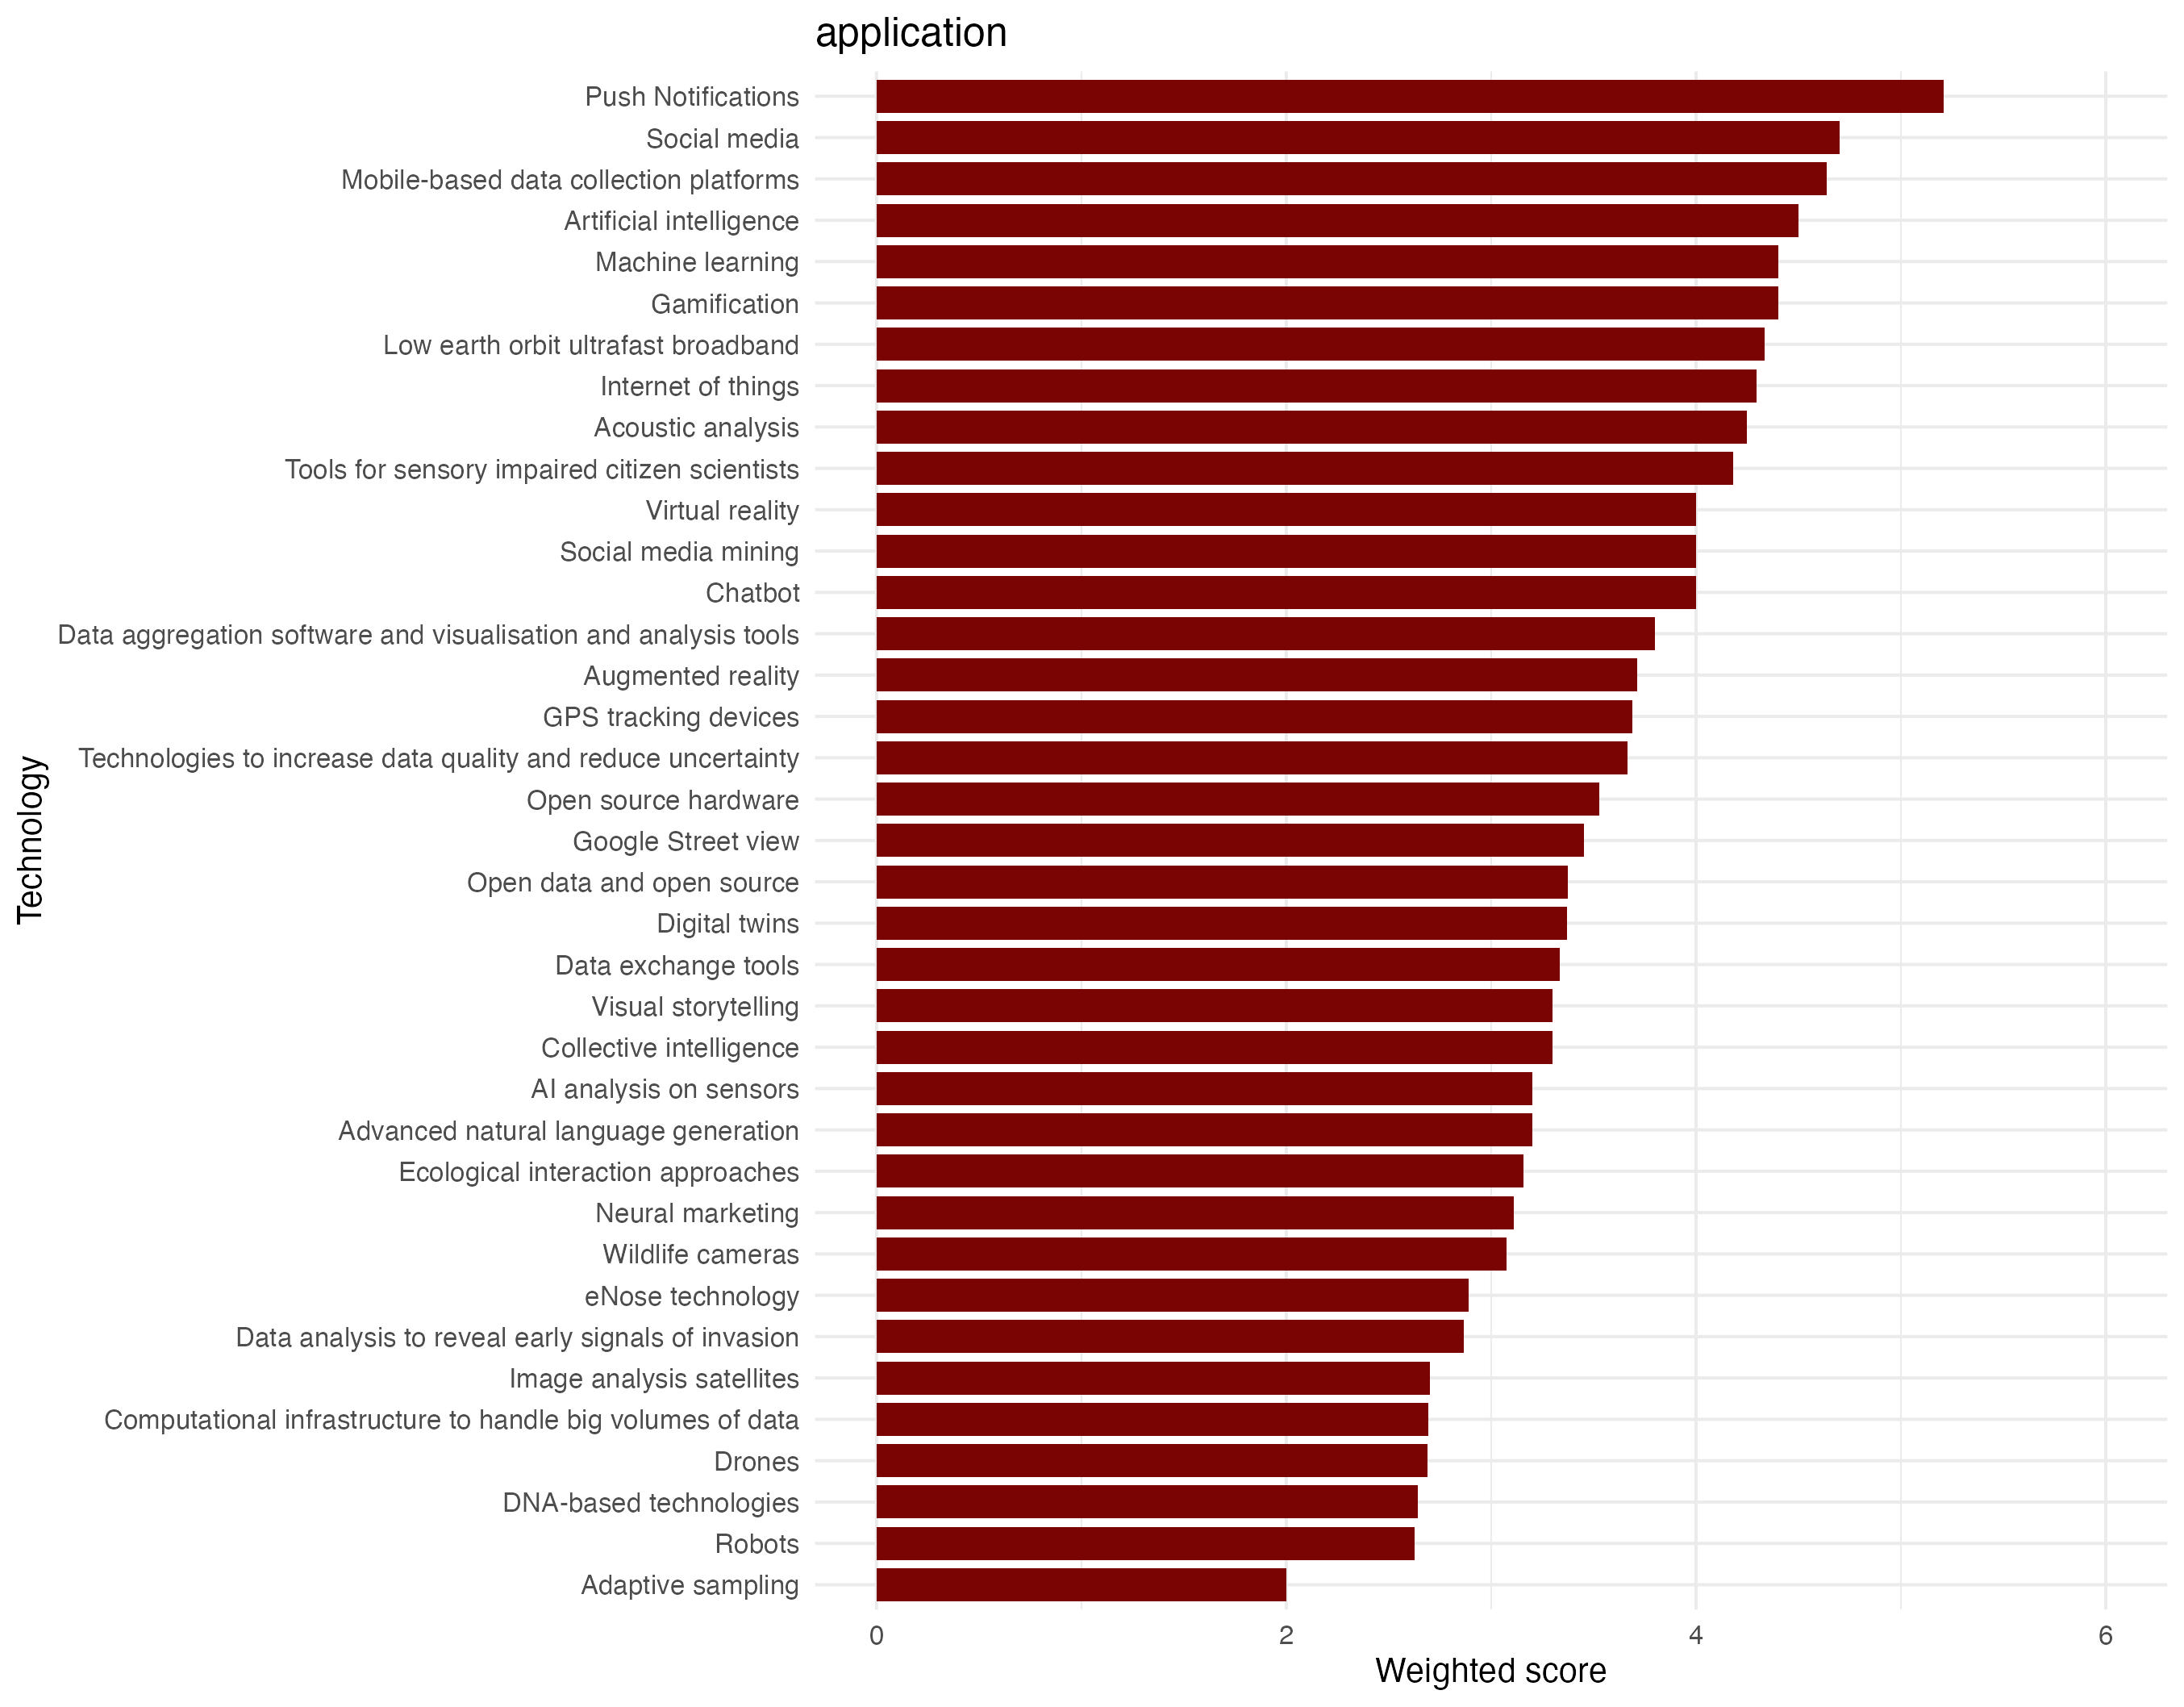 application
Push Notifications
Social media
Mobile-based data collection platforms
Artificial intelligence
Machine learning
Gamification
Low earth orbit ultrafast broadband
Internet of things
Acoustic analysis
Tools for sensory impaired citizen scientists
Virtual reality
Social media mining
Chatbot
Data aggregation software and visualisation and analysis tools
Augmented reality
GPS tracking devices
Technologies to increase data quality and reduce uncertainty
Open source hardware
Google Street view
Open data and open source
Digital twins
Data exchange tools
Visual storytelling
Collective intelligence
AI analysis on sensors
Advanced natural language generation
Ecological interaction approaches
Neural marketing
Wildlife cameras
eNose technology
Data analysis to reveal early signals of invasion
Image analysis satellites
Computational infrastructure to handle big volumes of data
Drones
DNA-based technologies
Robots
Adaptive sampling
Technology
0 2 4 6
Weighted score